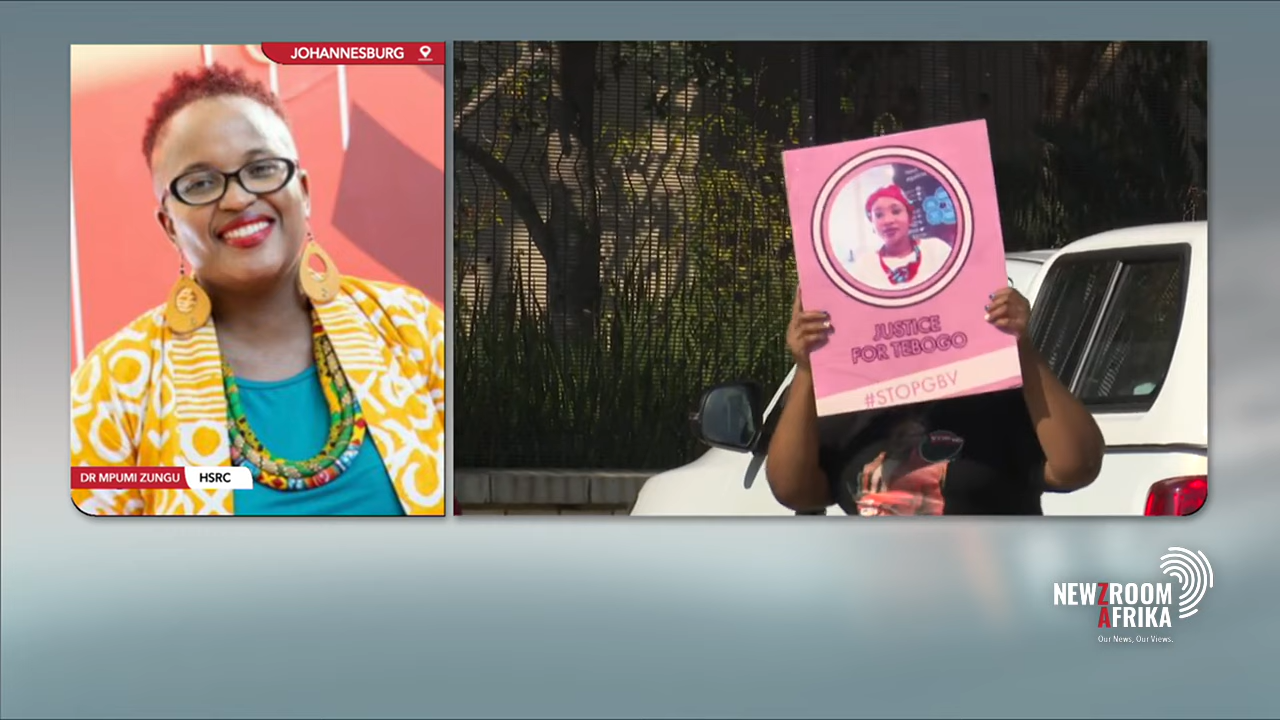 JOHANNESBURG
DR MPUMI ZUNGU HSRC
JUSTICE
FOR TEBOGO
#STOPGBV
NEWZROOM
AFRIKA
Our News, Our Views.